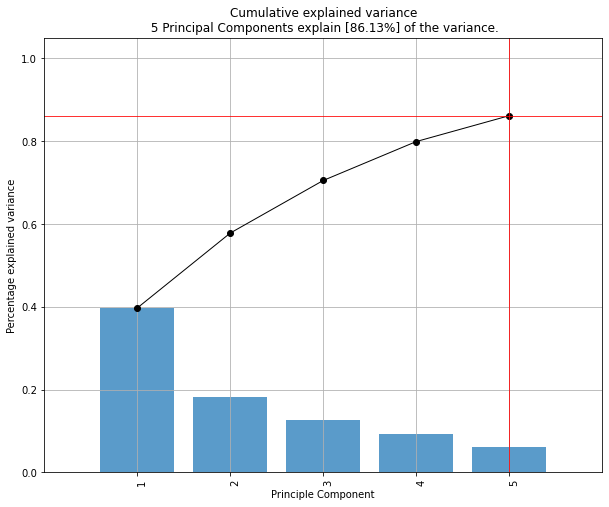 Cumulative explained variance
5 Principal Components explain [86.13%] of the variance.
1.0
0.8
0.6
0.4
0.2
0.0
Percentage explained variance
1
2
3
4
5
Principle Component